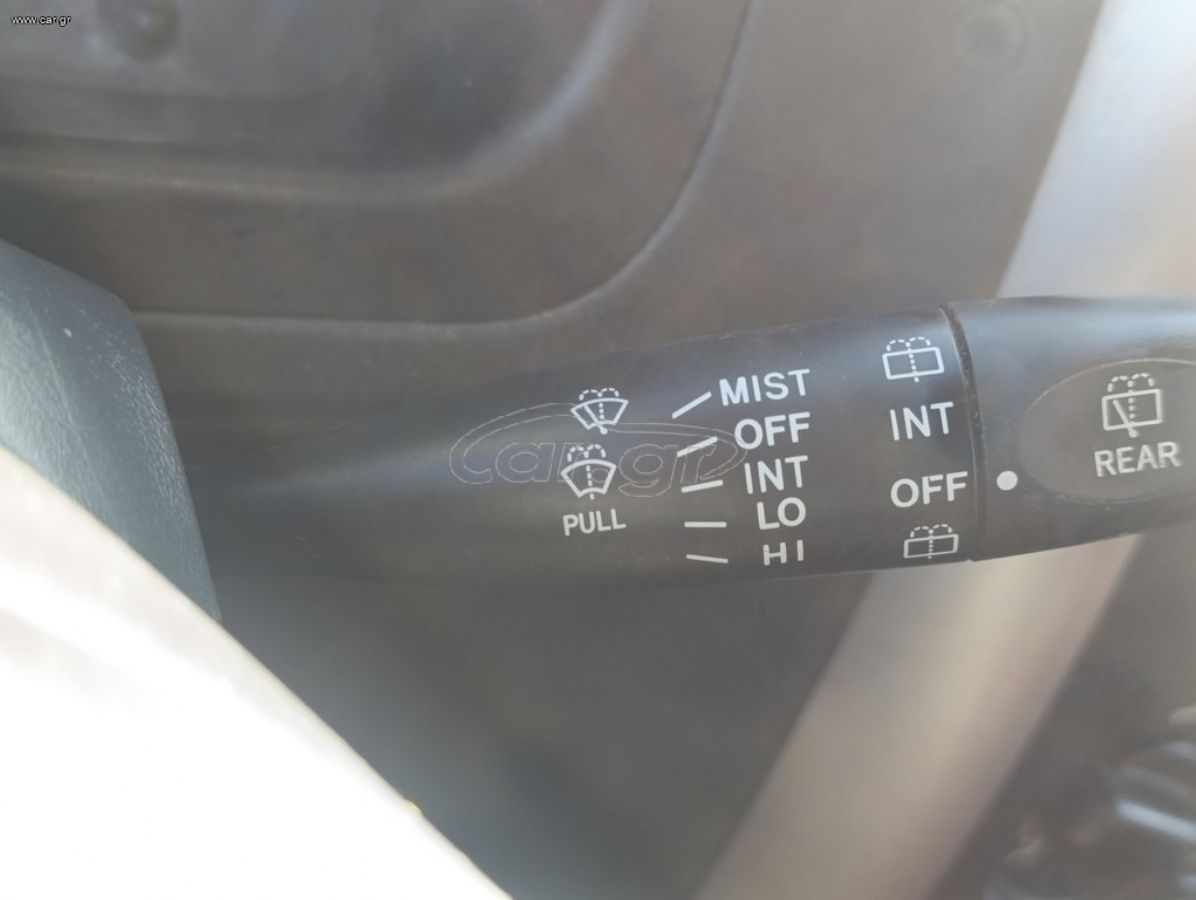 www.car.gr
MIST
OFF
INT
LO
HI
PULL
INT
OFF
REAR
car.gr